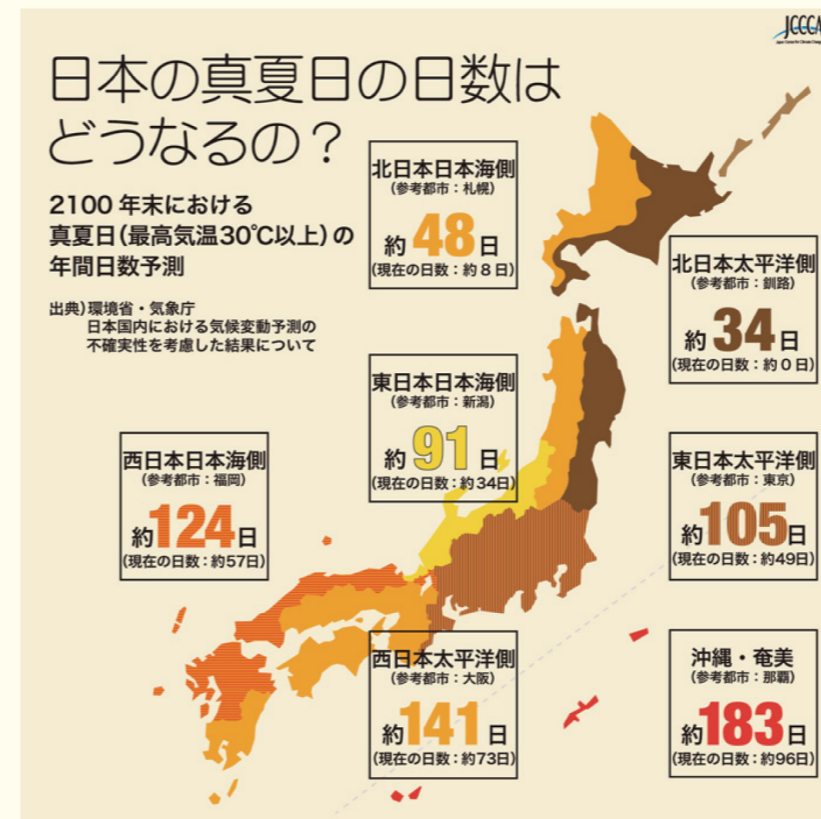 JCCCA
日本の真夏日の日数は
どうなるの？
2100 年末における
真夏日(最高気温30℃以上)の
年間日数予測
出典)環境省・気象庁
日本国内における気候変動予測の
不確実性を考慮した結果について
北日本日本海側
(参考都市：札幌)
約48日
(現在の日数：約8日)
北日本太平洋側
(参考都市：釧路)
約34日
(現在の日数：約0日)
東日本日本海側
(参考都市：新潟)
約91日
(現在の日数：約34日)
西日本日本海側
(参考都市：福岡)
約124日
(現在の日数：約57日)
東日本太平洋側
(参考都市：東京)
約105日
(現在の日数：約49日)
西日本太平洋側
(参考都市：大阪)
約141日
(現在の日数：約73日)
沖縄・奄美
(参考都市：那覇)
約183日
(現在の日数：約96日)